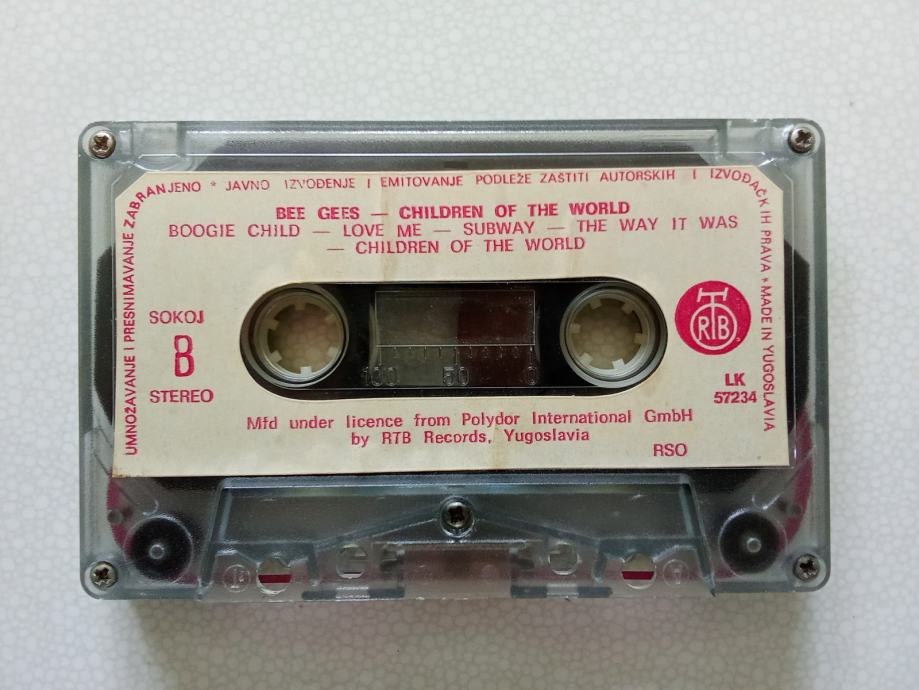 UMNOŽAVANJE I PRESNIMAVANJE ZABRANJENO * JAVNO IZVOĐENJE I EMITOVANJE PODLEŽE ZAŠTITI AUTORSKIH I IZVOĐAČKIH PRAVA * MADE IN YUGOSLAVIA
BEE GEES — CHILDREN OF THE WORLD
BOOGIE CHILD — LOVE ME — SUBWAY — THE WAY IT WAS
— CHILDREN OF THE WORLD
SOKOJ
B
STEREO
RTB
100 50 0
LK
57234
Mfd under licence from Polydor International GmbH
by RTB Records, Yugoslavia
RSO